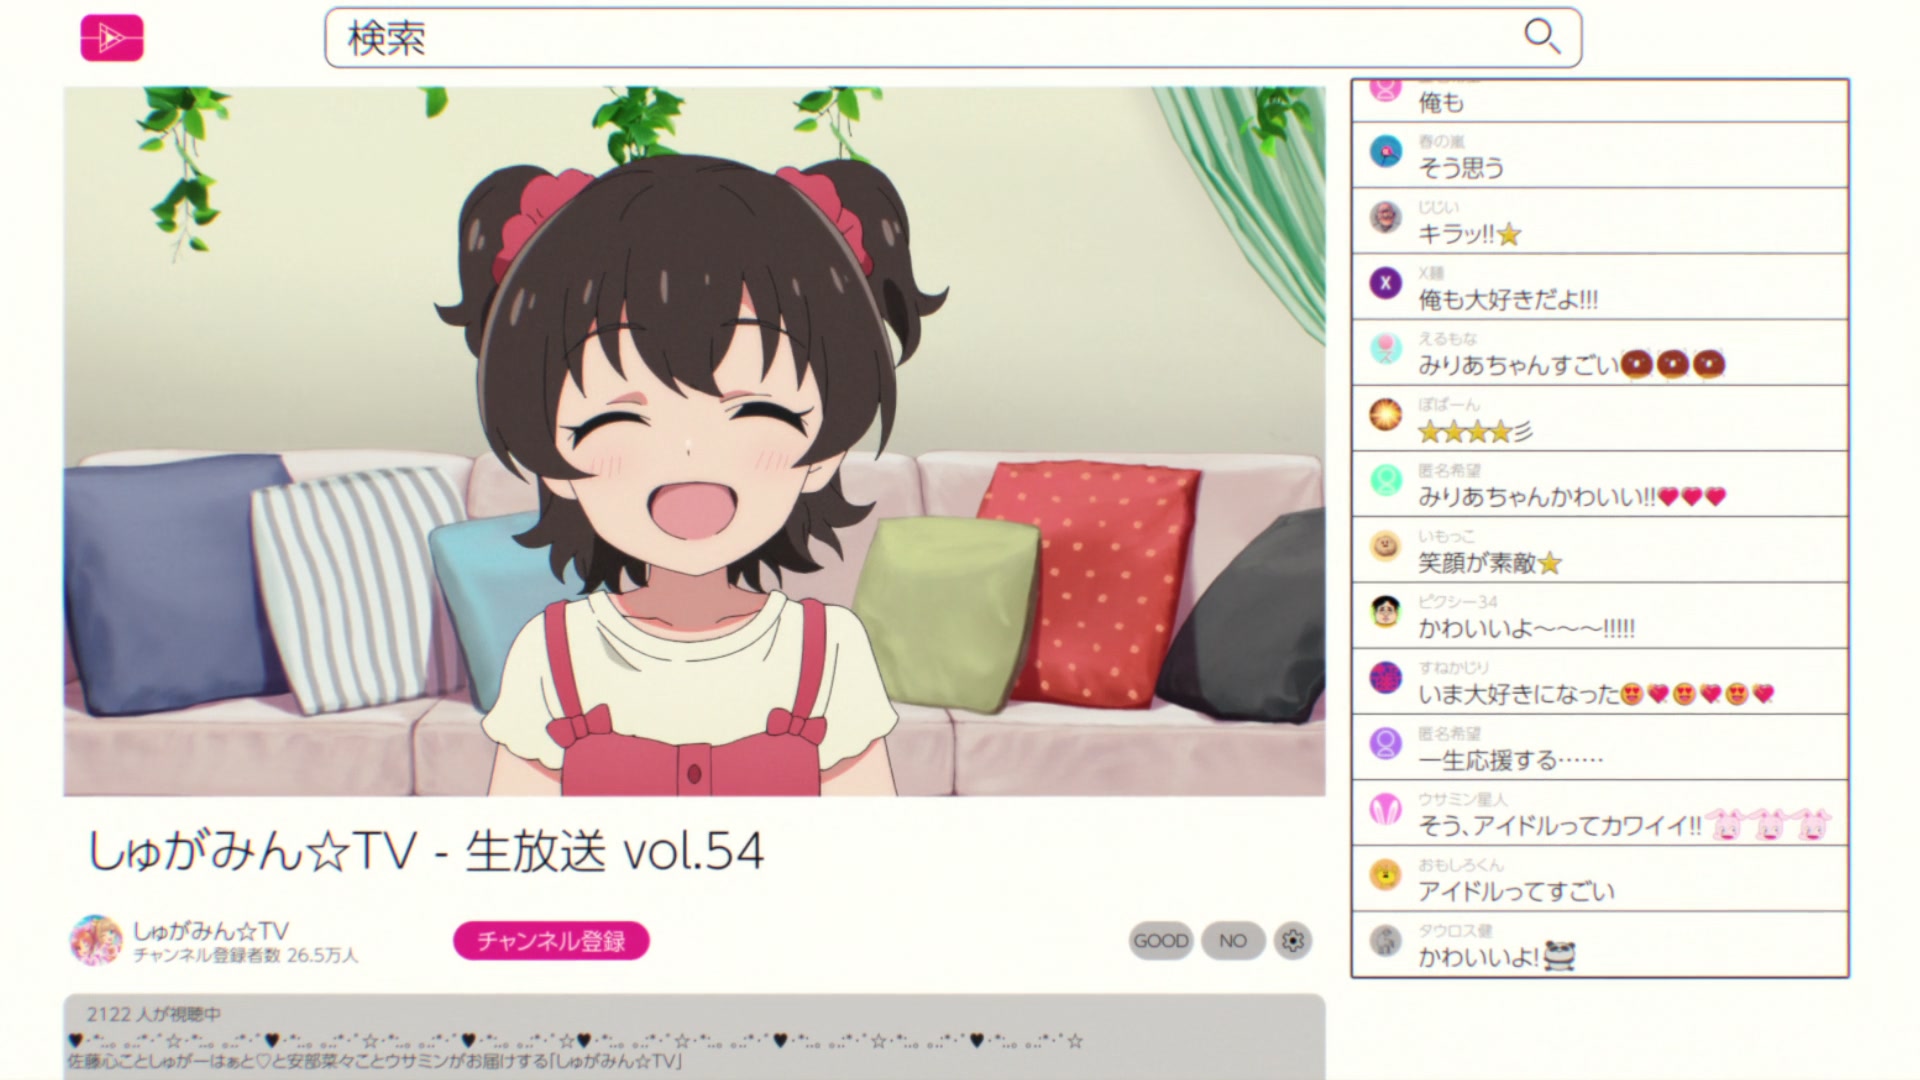 検索
俺も
春の嵐
そう思う
じじい
キラッ!!⭐
X
X麺
俺も大好きだよ!!!
えるもな
みりあちゃんすごい🍩🍩🍩
ぽぱーん
⭐⭐⭐⭐彡
匿名希望
みりあちゃんかわいい!!❤❤❤
いもっこ
笑顔が素敵⭐
ピクシー34
かわいいよ〜〜〜!!!!!
すねかじり
いま大好きになった😍💘😍💘😍💘
匿名希望
一生応援する……
ウサミン星人
そう、アイドルってカワイイ!!
おもしろくん
アイドルってすごい
タウロス健
かわいいよ!
しゅがみん☆TV - 生放送 vol.54
しゅがみん☆TV
チャンネル登録者数 26.5万人
チャンネル登録
GOOD
NO
2122 人が視聴中
佐藤心ことしゅがーはぁと♡と安部菜々ことウサミンがお届けする「しゅがみん☆TV」